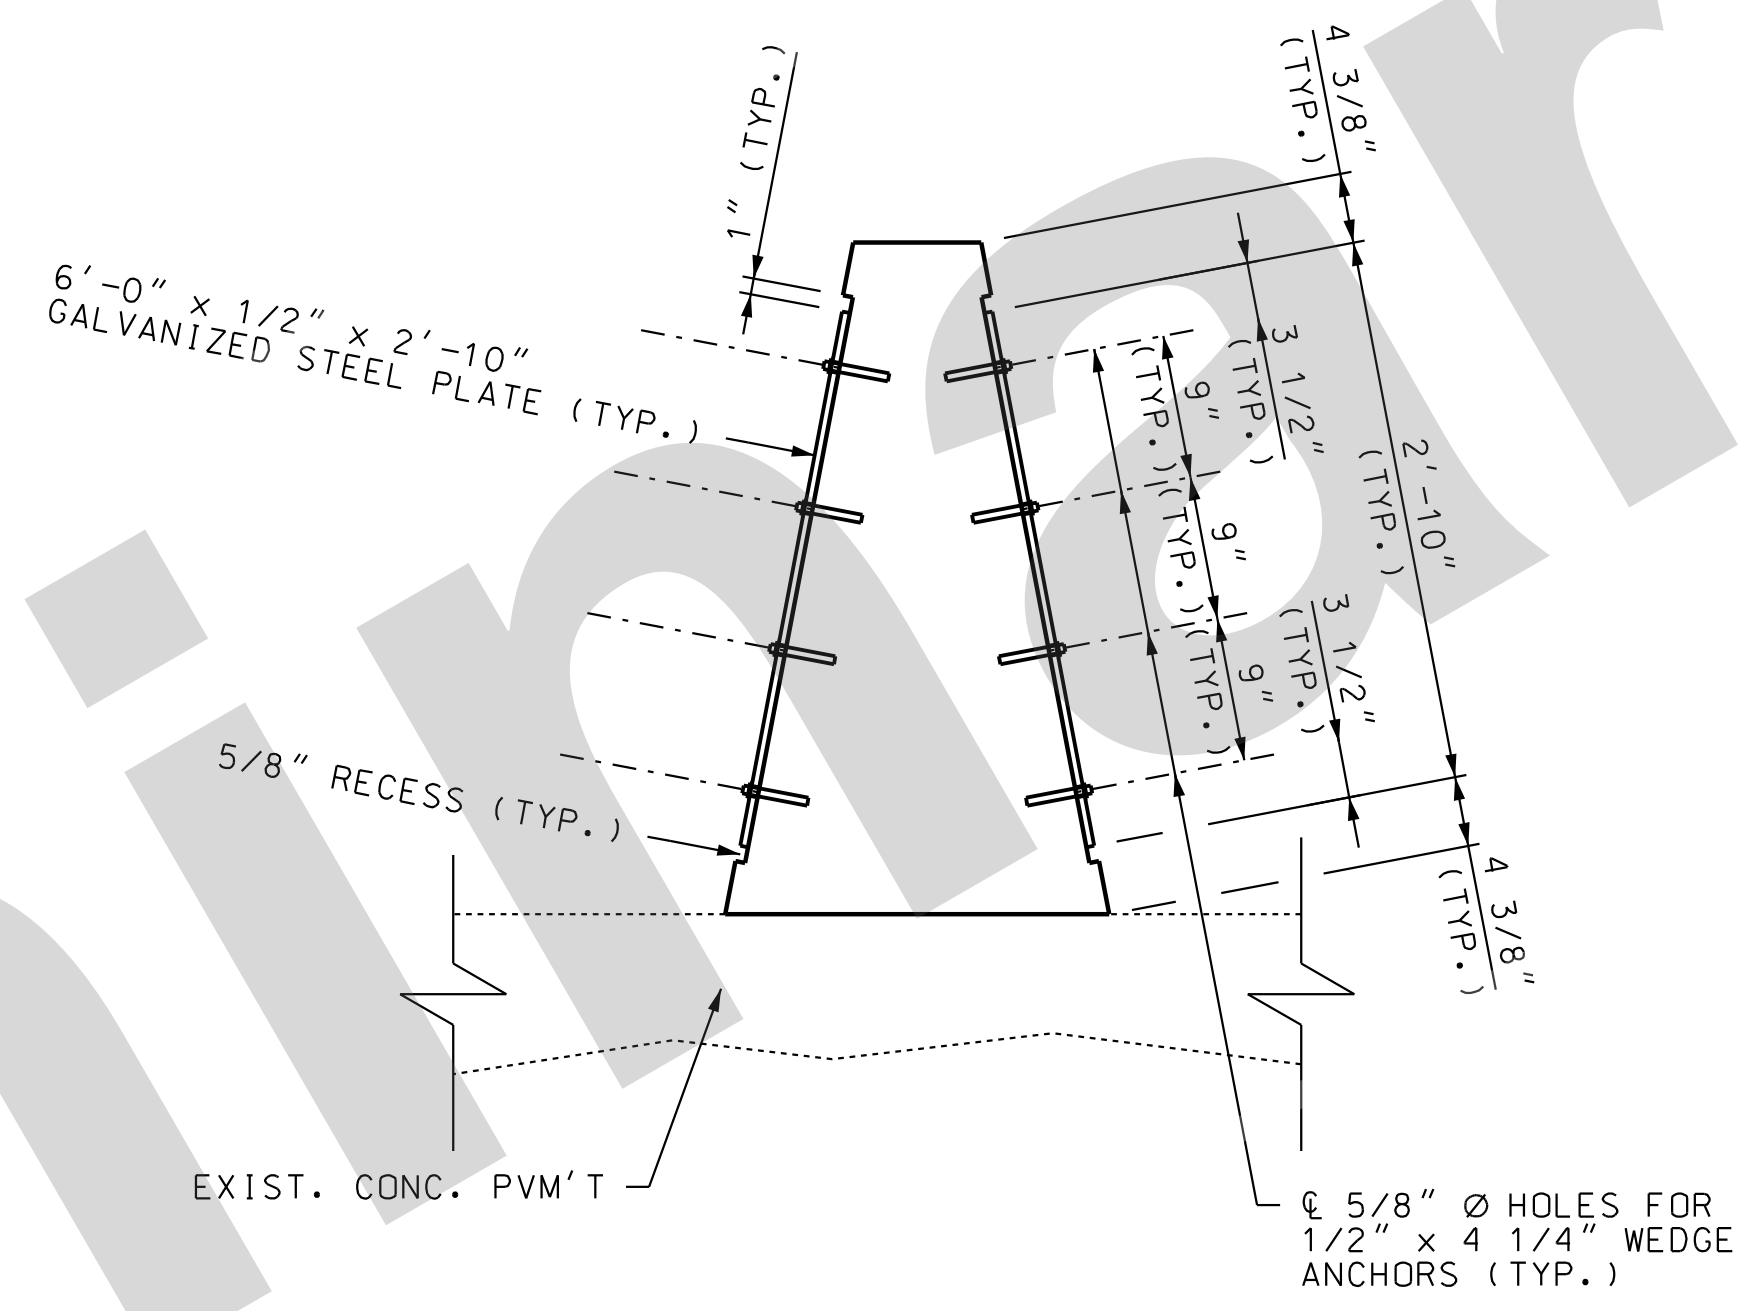 1" (TYP.)
4 3/8"
(TYP.)
6'-0" x 1/2" x 2'-10"
GALVANIZED STEEL PLATE (TYP.)
3 1/2"
(TYP.)
9"
(TYP.)
2'-10"
(TYP.)
9"
(TYP.)
3 1/2"
(TYP.)
9"
(TYP.)
5/8" RECESS (TYP.)
4 3/8"
(TYP.)
EXIST. CONC. PVM'T
℄ 5/8" Ø HOLES FOR
1/2" x 4 1/4" WEDGE
ANCHORS (TYP.)
inar